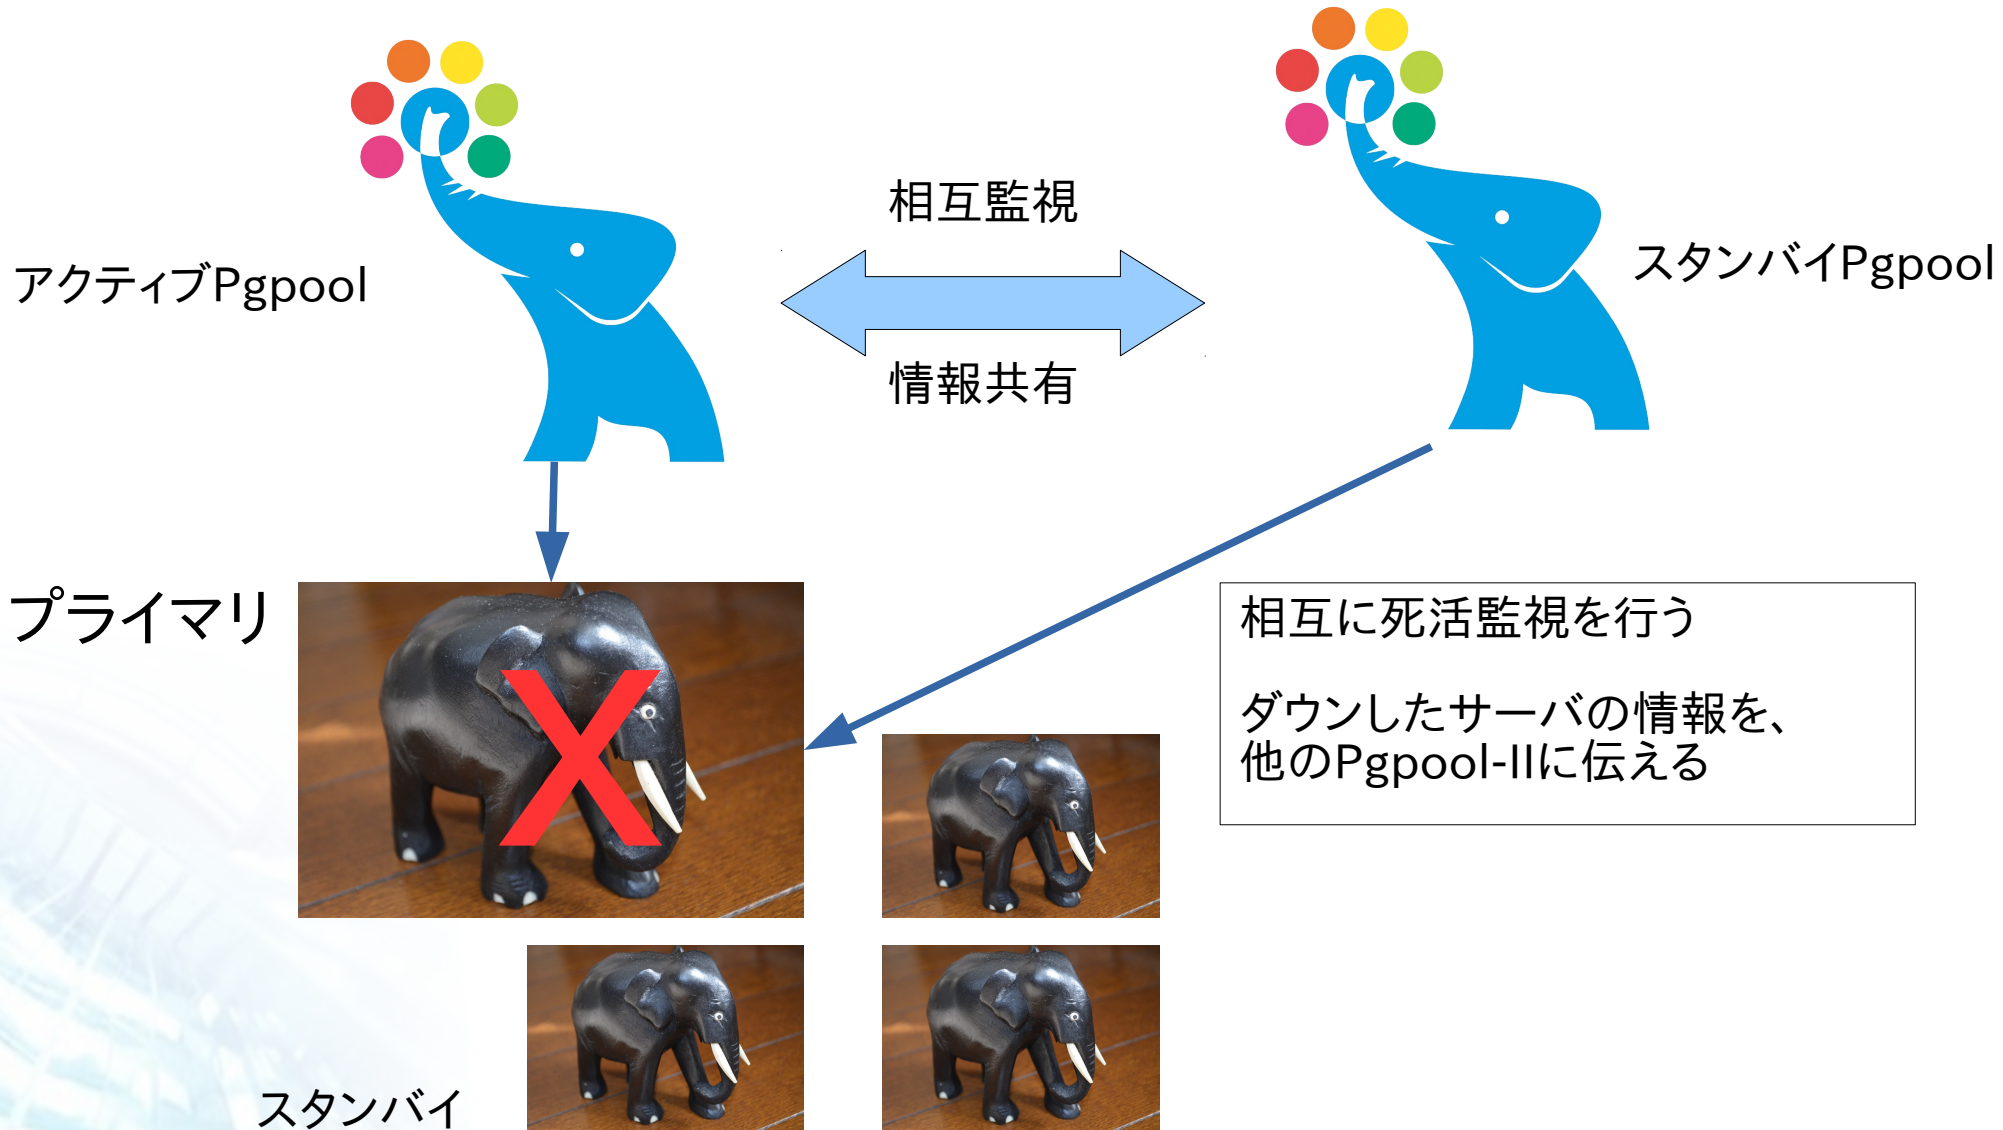 相互監視
アクティブPgpool
スタンバイPgpool
情報共有
プライマリ
X
相互に死活監視を行う
ダウンしたサーバの情報を、
他のPgpool-IIに伝える
スタンバイ